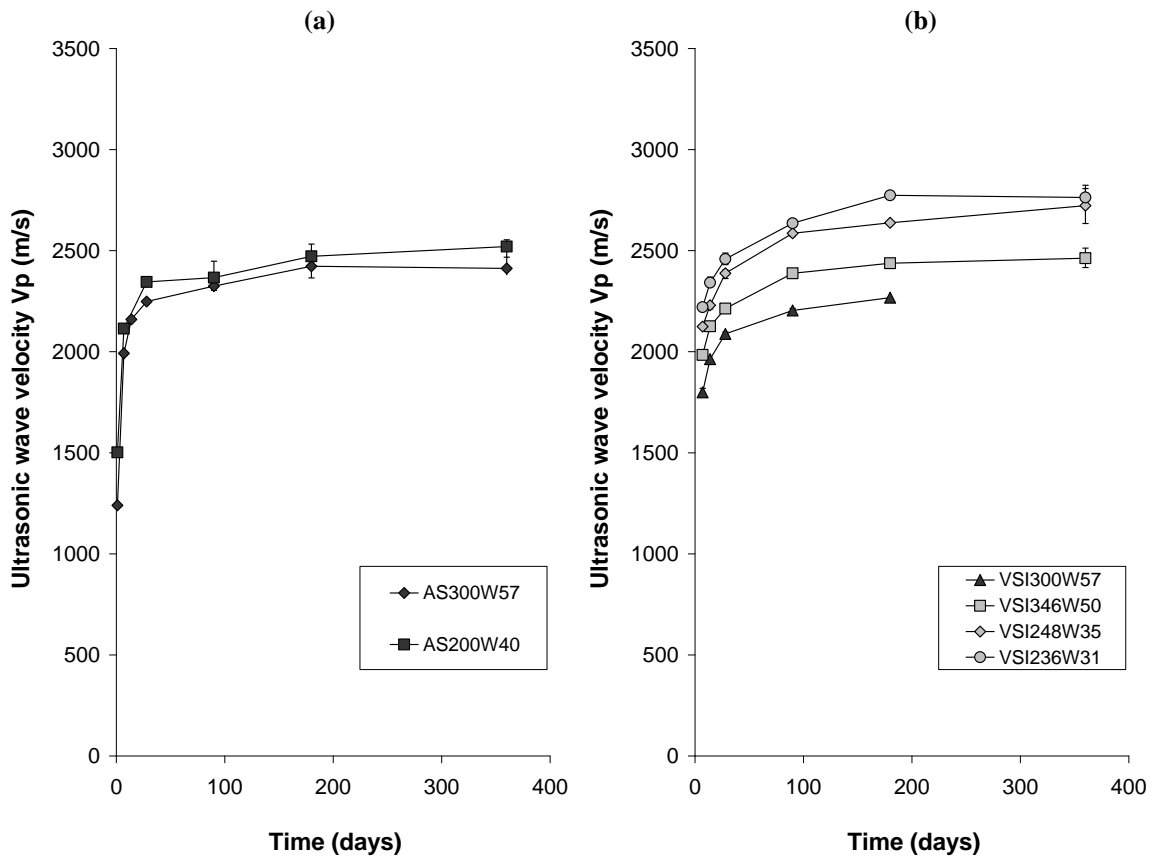 (a)
Ultrasonic wave velocity Vp (m/s)
3500
3000
2500
2000
1500
1000
500
0
0 100 200 300 400
Time (days)
AS300W57
AS200W40
(b)
Ultrasonic wave velocity Vp (m/s)
3500
3000
2500
2000
1500
1000
500
0
0 100 200 300 400
Time (days)
VSI300W57
VSI346W50
VSI248W35
VSI236W31